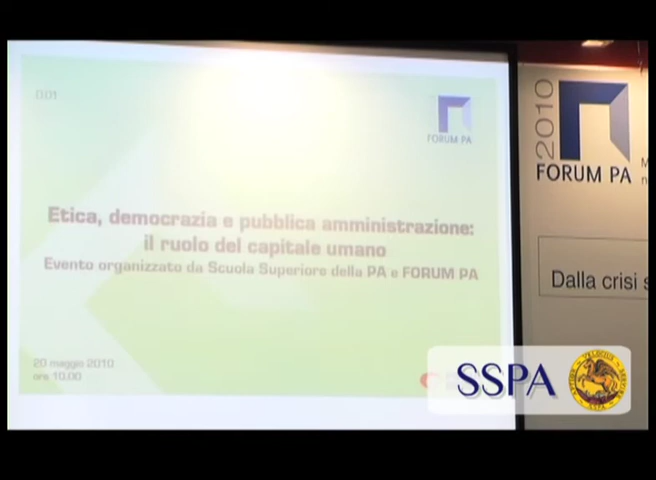 001
FORUM PA
Etica, democrazia e pubblica amministrazione:
il ruolo del capitale umano
Evento organizzato da Scuola Superiore della PA e FORUM PA
20 maggio 2010
ore 10.00
2010
FORUM PA
Dalla crisi s
SSPA